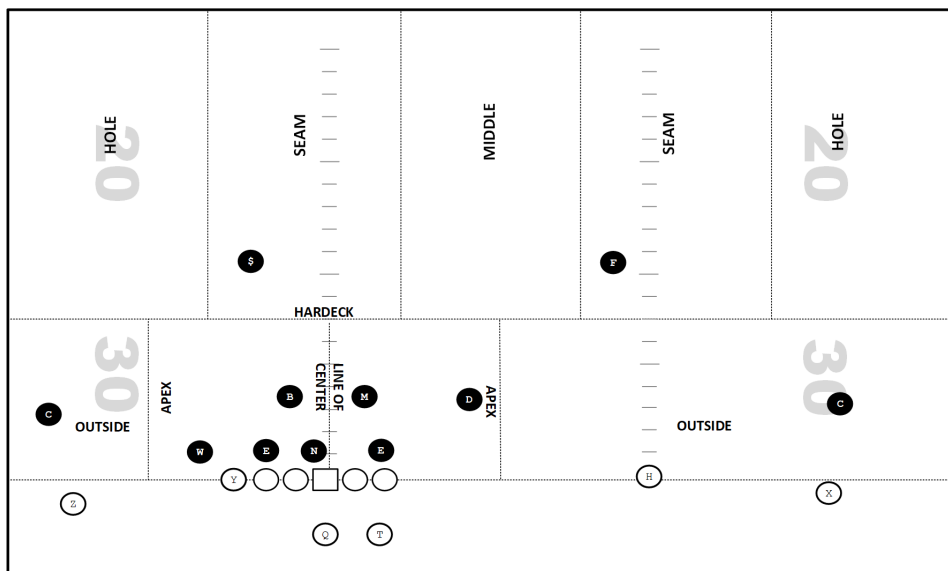 HOLE
SEAM
MIDDLE
SEAM
HOLE
20
20
$
F
HARDECK
30
30
APEX
LINE OF
CENTER
APEX
B
M
D
C
C
OUTSIDE
OUTSIDE
W
E
N
E
Y
H
Z
X
Q
T